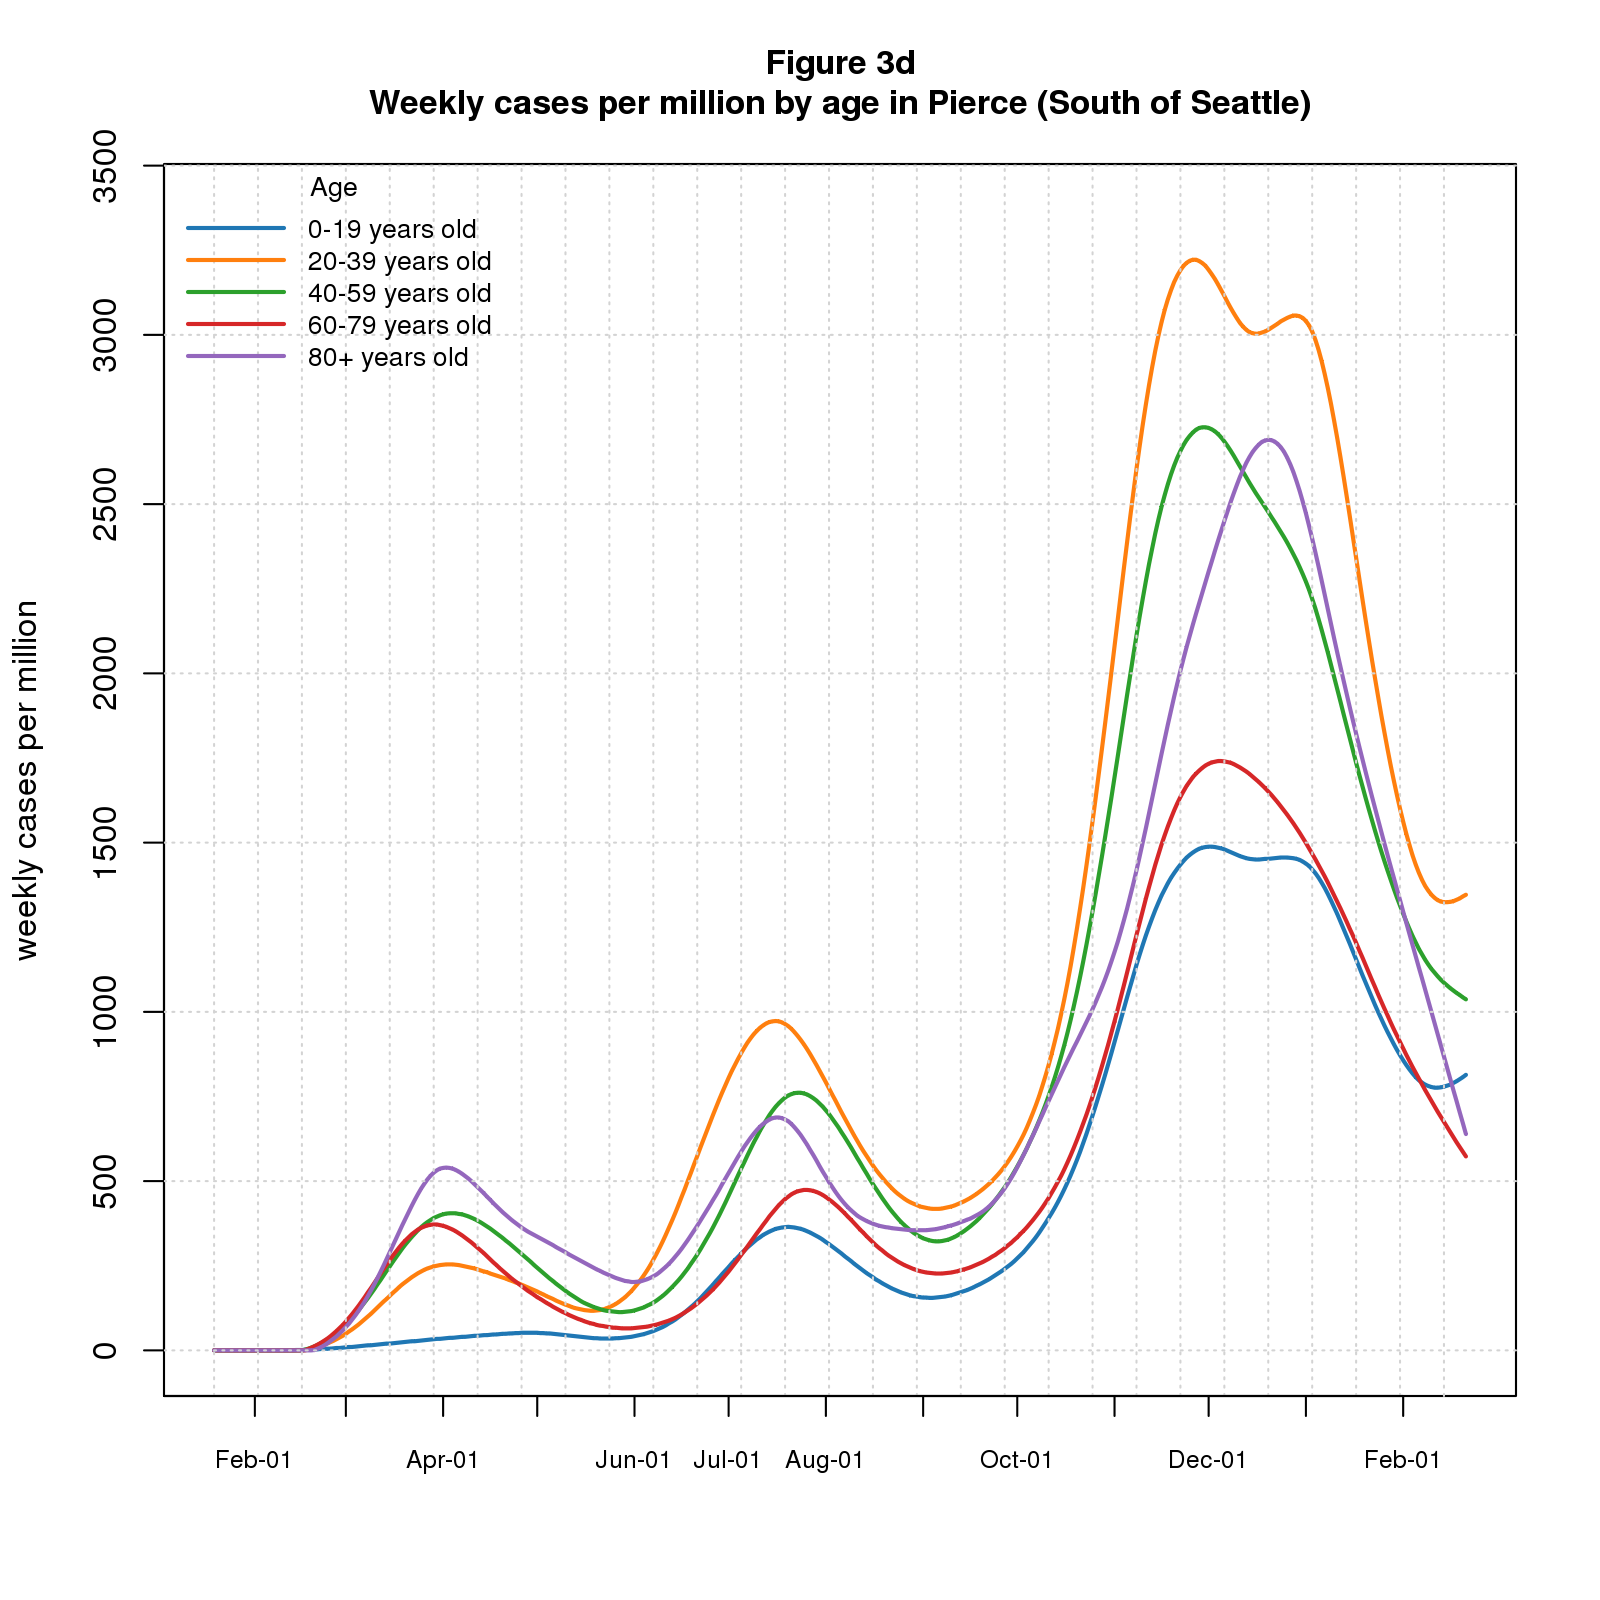 Figure 3d
Weekly cases per million by age in Pierce (South of Seattle)
Age
0-19 years old
20-39 years old
40-59 years old
60-79 years old
80+ years old
weekly cases per million
3500
3000
2500
2000
1500
1000
500
0
Feb-01 Apr-01 Jun-01 Jul-01 Aug-01 Oct-01 Dec-01 Feb-01